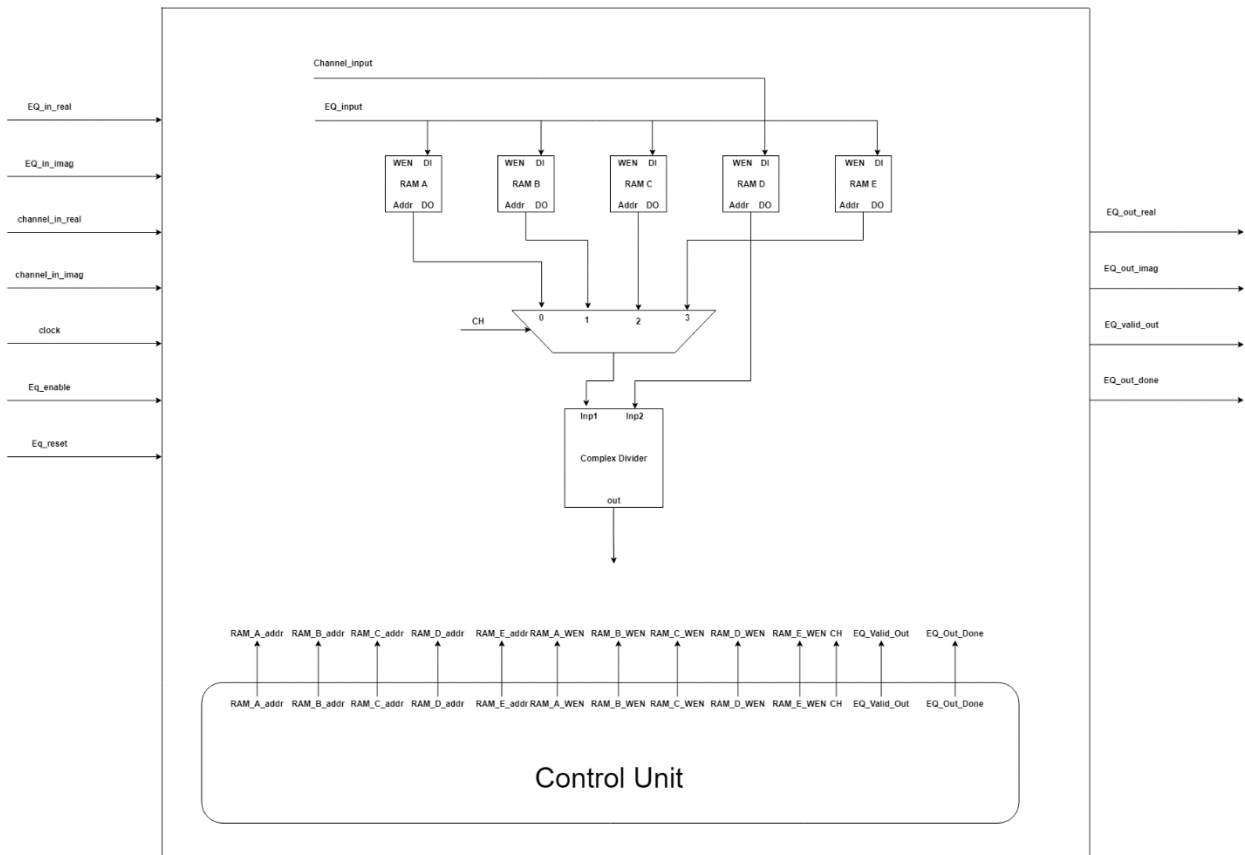 Channel_input
EQ_in_real
EQ_input
EQ_in_imag
channel_in_real
channel_in_imag
clock
Eq_enable
Eq_reset
WEN DI
RAM A
Addr DO
WEN DI
RAM B
Addr DO
WEN DI
RAM C
Addr DO
WEN DI
RAM D
Addr DO
WEN DI
RAM E
Addr DO
EQ_out_real
EQ_out_imag
EQ_valid_out
EQ_out_done
CH
0 1 2 3
Inp1 Inp2
Complex Divider
out
RAM_A_addr RAM_B_addr RAM_C_addr RAM_D_addr RAM_E_addr RAM_A_WEN RAM_B_WEN RAM_C_WEN RAM_D_WEN RAM_E_WEN CH EQ_Valid_Out EQ_Out_Done
RAM_A_addr RAM_B_addr RAM_C_addr RAM_D_addr RAM_E_addr RAM_A_WEN RAM_B_WEN RAM_C_WEN RAM_D_WEN RAM_E_WEN CH EQ_Valid_Out EQ_Out_Done
Control Unit